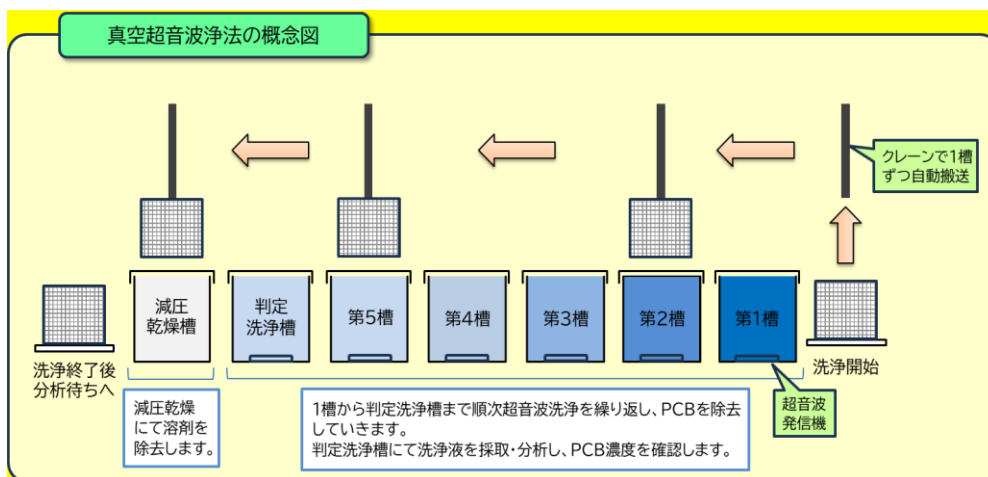 真空超音波浄法の概念図
クレーンで1槽
ずつ自動搬送
減圧
乾燥槽
判定
洗浄槽
第5槽
第4槽
第3槽
第2槽
第1槽
洗浄終了後
分析待ちへ
洗浄開始
減圧乾燥
にて溶剤を
除去します。
1槽から判定洗浄槽まで順次超音波洗浄を繰り返し、PCBを除去
していきます。
判定洗浄槽にて洗浄液を採取・分析し、PCB濃度を確認します。
超音波
発信機